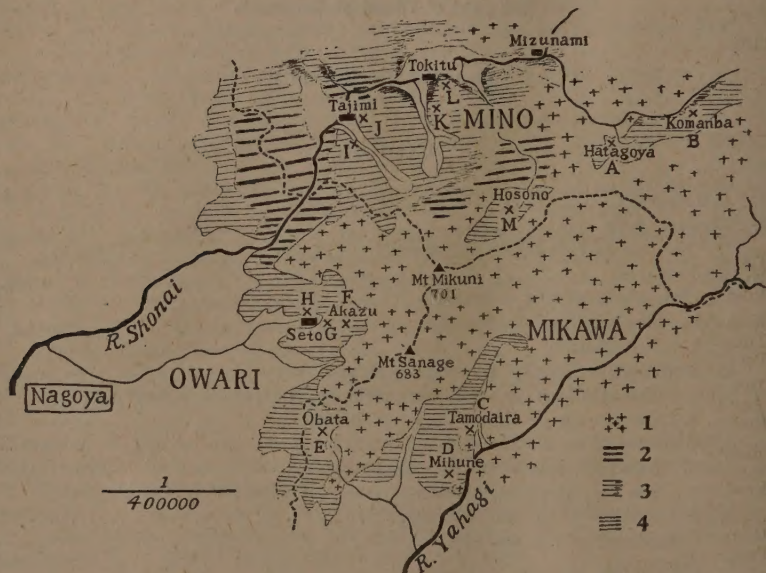 Mizunami
Tokitu
L
Tajimi
J
K
MINO
Komanba
B
I
Hatagoya
A
Hosono
M
Mt Mikuni
701
R. Shonai
H
F
Akazu
Seto
G
MIKAWA
Mt Sanage
683
OWARI
Nagoya
Obata
E
C
Tamodaira
D
Mihune
R. Yahagi
1
2
3
4
1
400000